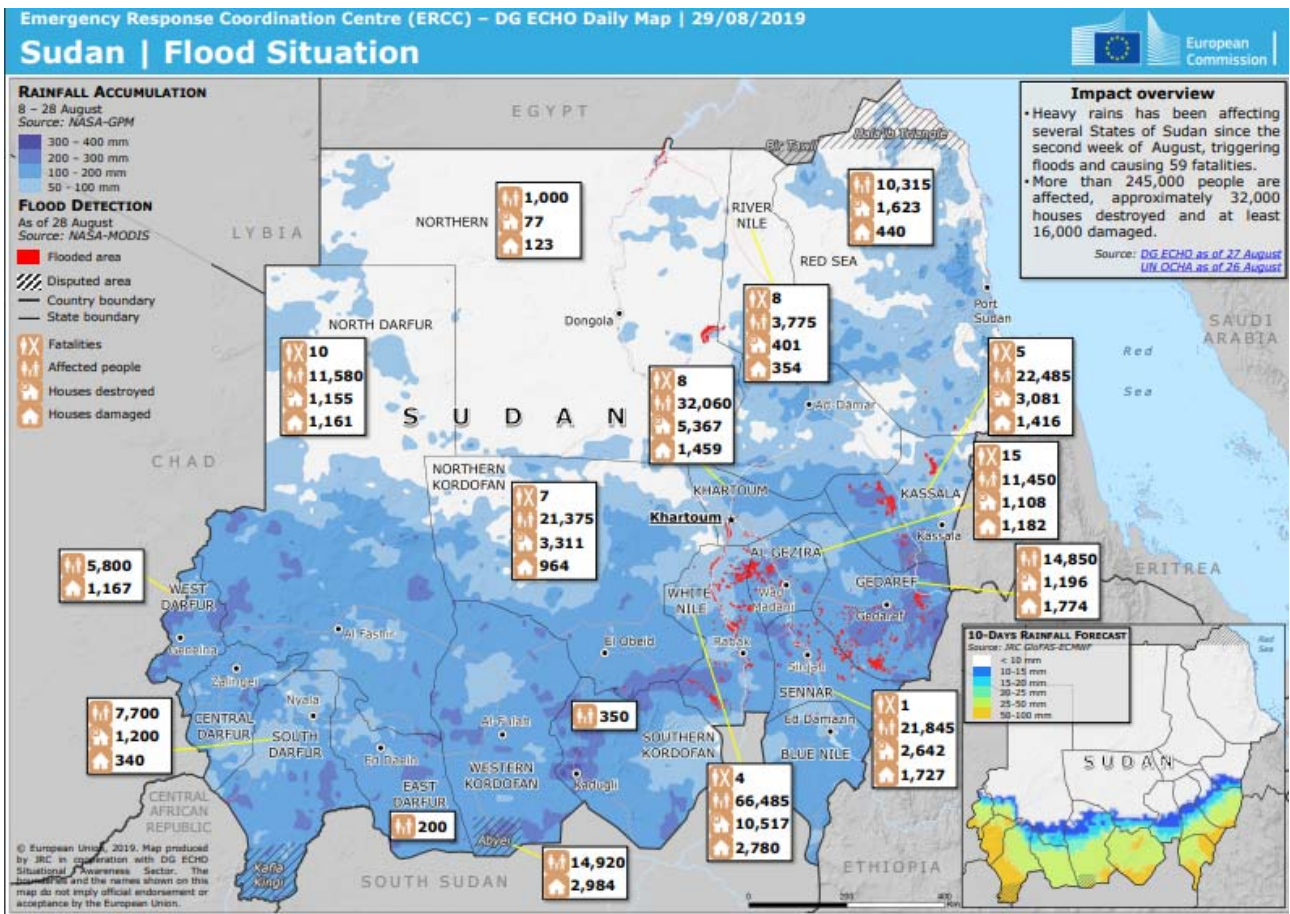 Emergency Response Coordination Centre (ERCC) – DG ECHO Daily Map | 29/08/2019
Sudan | Flood Situation
European
Commission
RAINFALL ACCUMULATION
8 – 28 August
Source: NASA-GPM
300 – 400 mm
200 – 300 mm
100 – 200 mm
50 – 100 mm
FLOOD DETECTION
As of 28 August
Source: NASA-MODIS
Flooded area
Disputed area
Country boundary
State boundary
Fatalities
Affected people
Houses destroyed
Houses damaged
Impact overview
• Heavy rains has been affecting
several States of Sudan since the
second week of August, triggering
floods and causing 59 fatalities.
• More than 245,000 people are
affected, approximately 32,000
houses destroyed and at least
16,000 damaged.
Source: DG ECHO as of 27 August
UN OCHA as of 26 August
EGYPT
Hala'ib Triangle
Bir Tawil
LYBIA
NORTHERN
1,000
77
123
RIVER
NILE
10,315
1,623
440
RED SEA
Port
Sudan
SAUDI
ARABIA
Red
Sea
Dongola
8
3,775
401
354
NORTH DARFUR
10
11,580
1,155
1,161
SUDAN
8
32,060
5,367
1,459
Ad-Damar
5
22,485
3,081
1,416
CHAD
NORTHERN
KORDOFAN
7
21,375
3,311
964
KHARTOUM
Khartoum
KASSALA
Kassala
15
11,450
1,108
1,182
AL GEZIRA
Wad
Madani
5,800
1,167
WEST
DARFUR
Geneina
WHITE
NILE
GEDAREF
Gedaref
14,850
1,196
1,774
ERITREA
Al Fashir
El Obeid
Rabak
Sinjah
Zalingei
Nyala
SENNAR
7,700
1,200
340
CENTRAL
DARFUR
SOUTH
DARFUR
Ed Daein
Al-Fulah
350
SOUTHERN
KORDOFAN
Ed Damazin
BLUE NILE
1
21,845
2,642
1,727
WESTERN
KORDOFAN
Kadugli
EAST
DARFUR
200
Abyei
4
66,485
10,517
2,780
CENTRAL
AFRICAN
REPUBLIC
Kafia
Kingi
14,920
2,984
SOUTH SUDAN
ETHIOPIA
0
200
400
Km
10-DAYS RAINFALL FORECAST
Source: JRC GloFAS-ECMWF
< 10 mm
10-15 mm
15-20 mm
20-25 mm
25-50 mm
50-100 mm
Red
Sea
SUDAN
© European Union, 2019. Map produced
by JRC in cooperation with DG ECHO
Situational Awareness Sector. The
boundaries and the names shown on this
map do not imply official endorsement or
acceptance by the European Union.